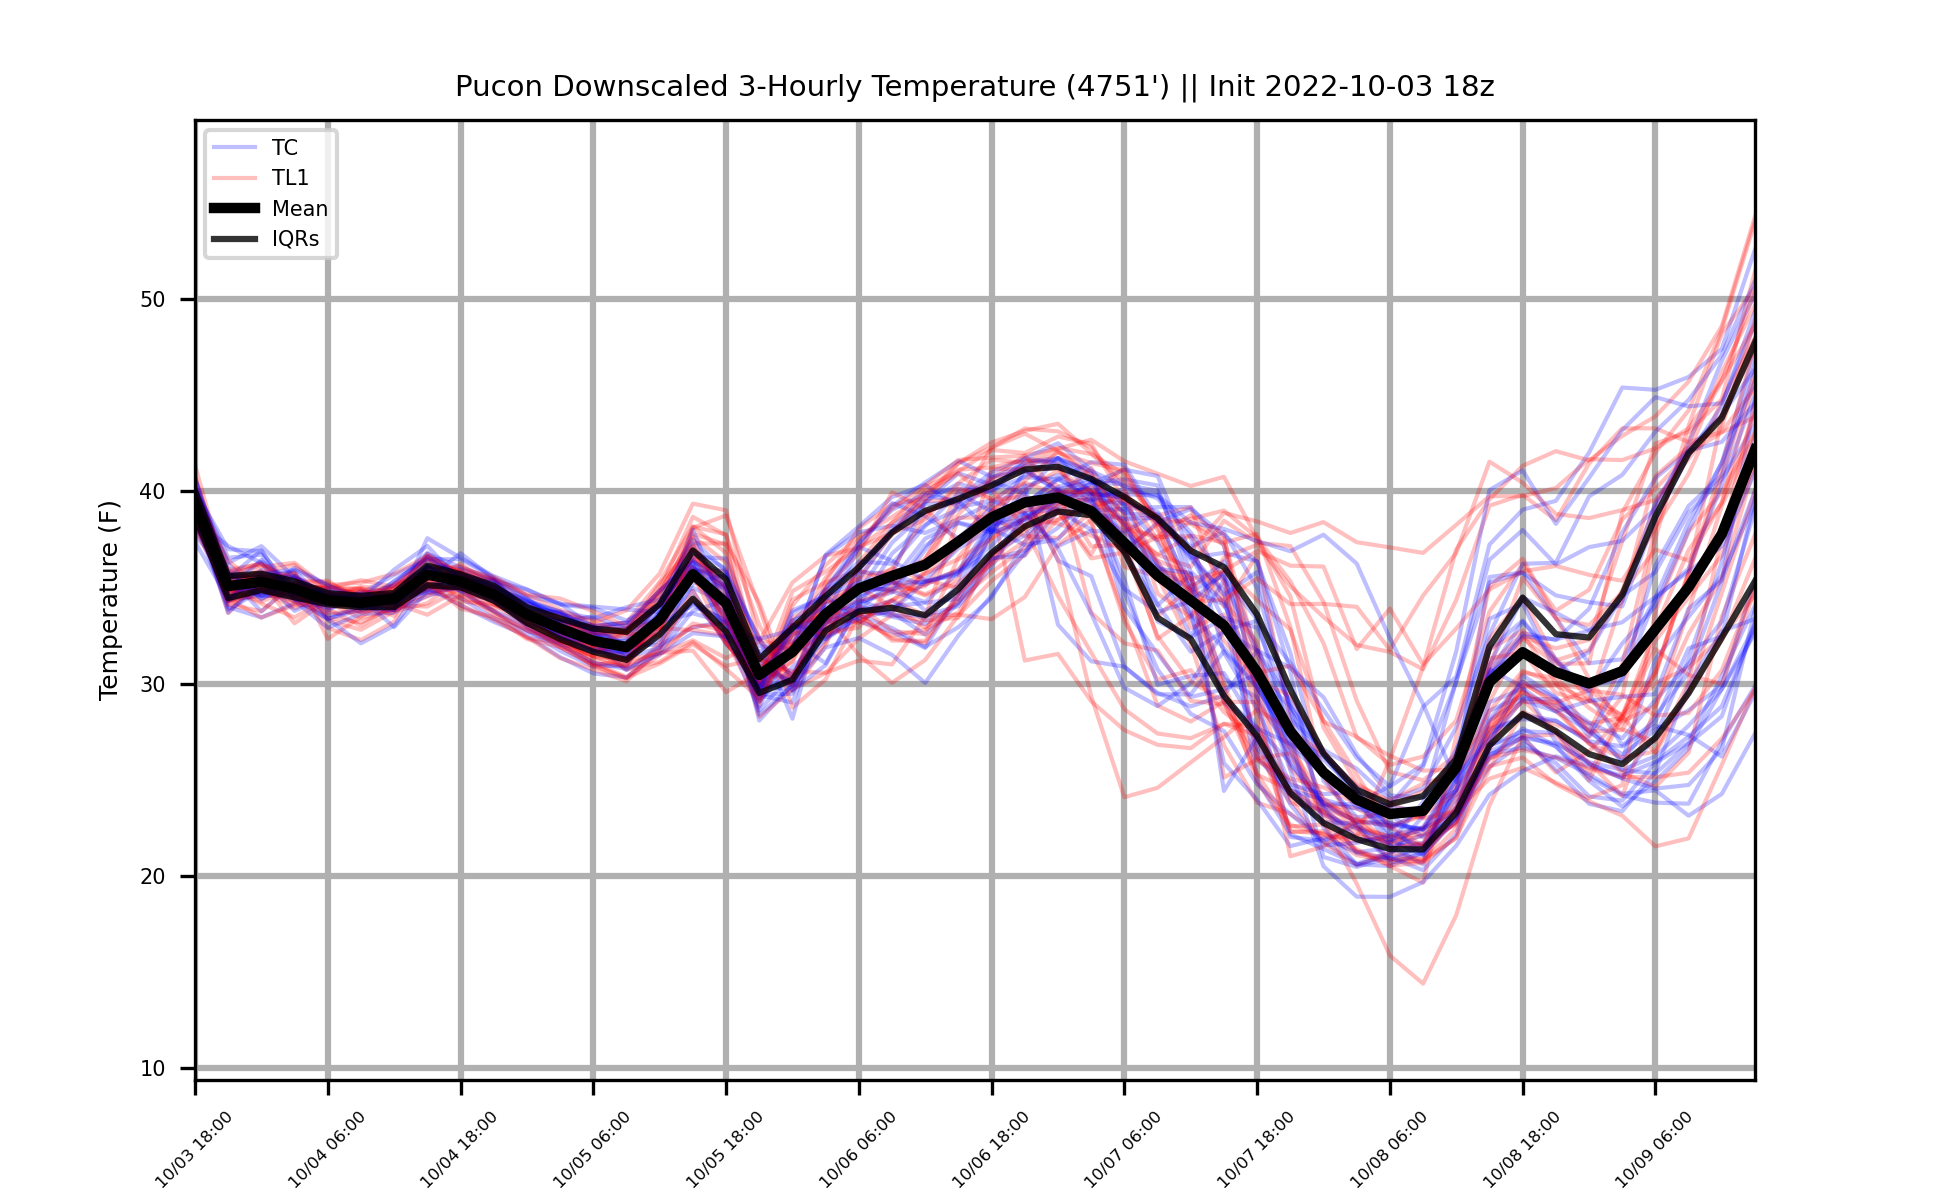 Pucon Downscaled 3-Hourly Temperature (4751') || Init 2022-10-03 18z
TC
TL1
Mean
IQRs
Temperature (F)
50
40
30
20
10
10/03 18:00
10/04 06:00
10/04 18:00
10/05 06:00
10/05 18:00
10/06 06:00
10/06 18:00
10/07 06:00
10/07 18:00
10/08 06:00
10/08 18:00
10/09 06:00